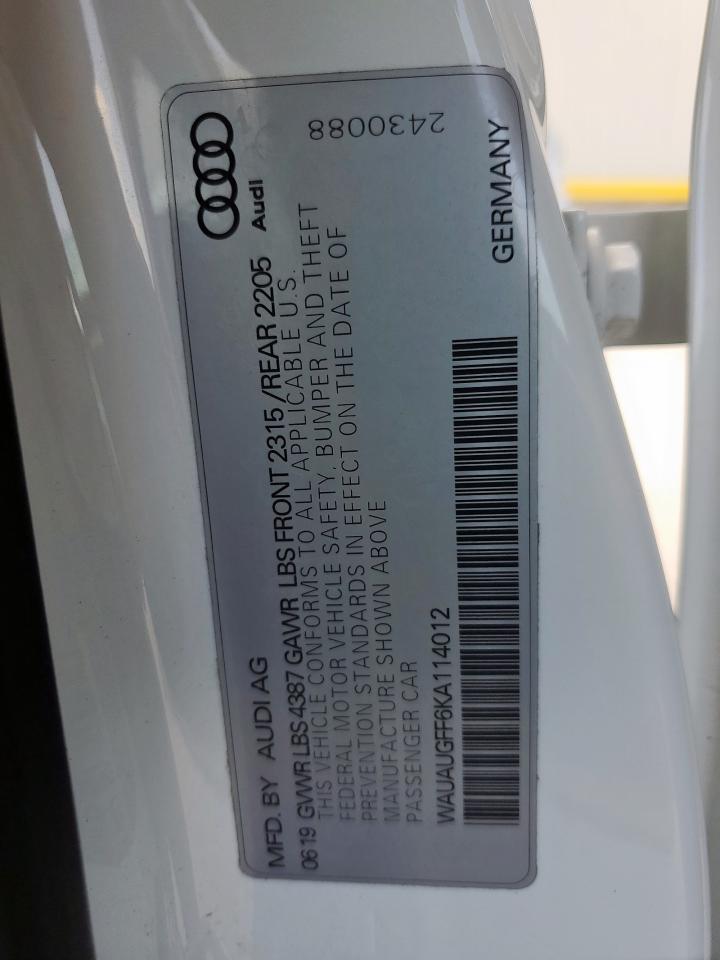 MFD. BY AUDI AG
Audi
06 19 GVWR LBS 4387 GAWR LBS FRONT 2315 / REAR 2205
THIS VEHICLE CONFORMS TO ALL APPLICABLE U.S.
FEDERAL MOTOR VEHICLE SAFETY, BUMPER AND THEFT
PREVENTION STANDARDS IN EFFECT ON THE DATE OF
MANUFACTURE SHOWN ABOVE
PASSENGER CAR
2430088
WAUAUGFF6KA114012
GERMANY